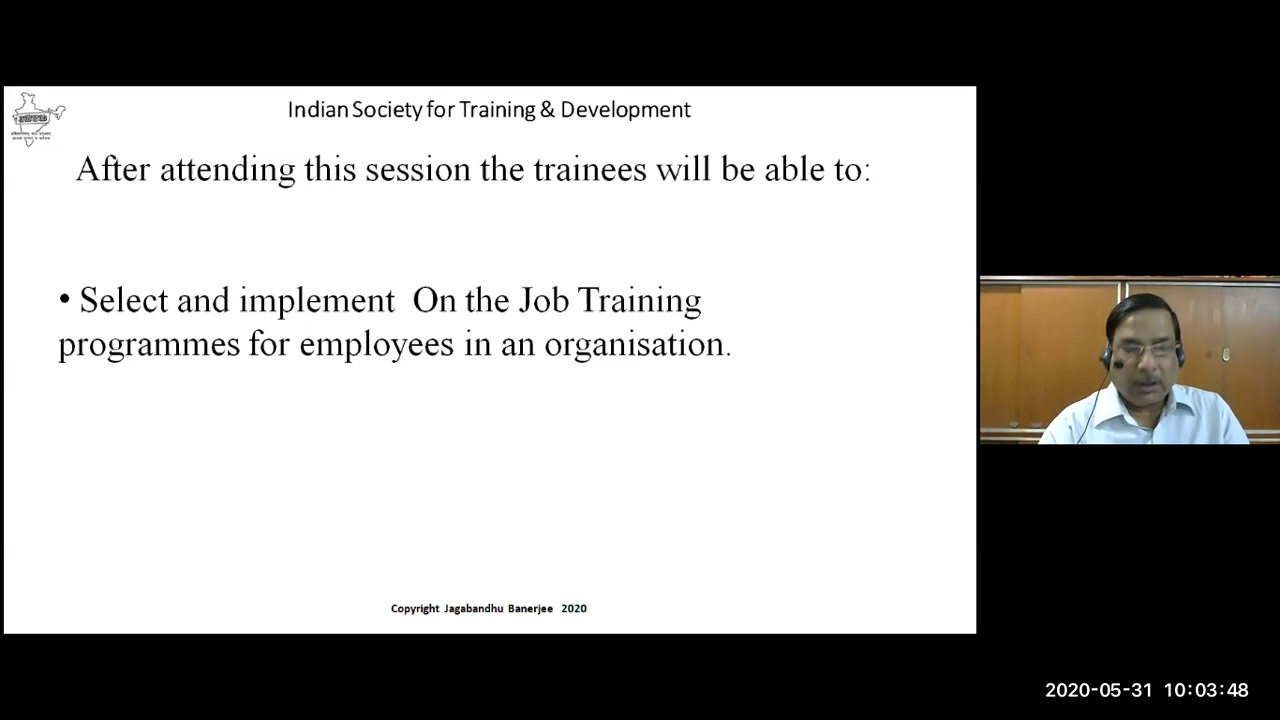 Indian Society for Training & Development
After attending this session the trainees will be able to:
• Select and implement On the Job Training
programmes for employees in an organisation.
Copyright Jagabandhu Banerjee 2020
2020-05-31 10:03:48